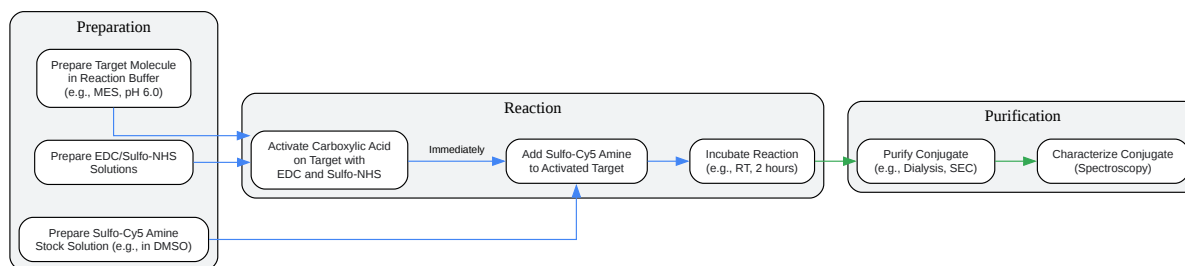 Preparation
Prepare Target Molecule
in Reaction Buffer
(e.g., MES, pH 6.0)
Prepare EDC/Sulfo-NHS
Solutions
Prepare Sulfo-Cy5 Amine
Stock Solution (e.g., in DMSO)
Reaction
Activate Carboxylic Acid
on Target with
EDC and Sulfo-NHS
Immediately
Add Sulfo-Cy5 Amine
to Activated Target
Incubate Reaction
(e.g., RT, 2 hours)
Purification
Purify Conjugate
(e.g., Dialysis, SEC)
Characterize Conjugate
(Spectroscopy)